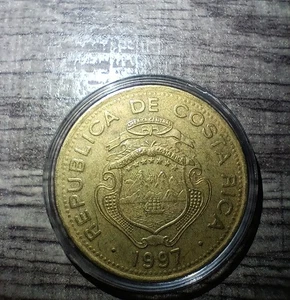 REPUBLICA DE COSTA RICA
1997